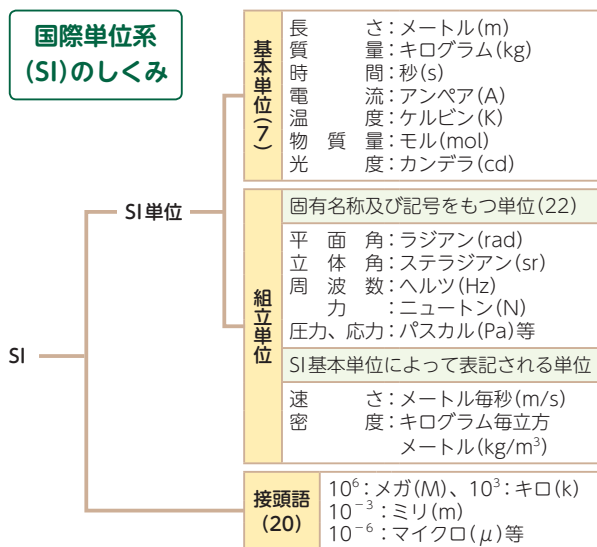 国際単位系
(SI)のしくみ
SI
SI単位
基本単位(7)
長さ：メートル(m)
質量：キログラム(kg)
時間：秒(s)
電流：アンペア(A)
温度：ケルビン(K)
物質量：モル(mol)
光度：カンデラ(cd)
組立単位
固有名称及び記号をもつ単位(22)
平面角：ラジアン(rad)
立体角：ステラジアン(sr)
周波数：ヘルツ(Hz)
力：ニュートン(N)
圧力、応力：パスカル(Pa)等
SI基本単位によって表記される単位
速さ：メートル毎秒(m/s)
密度：キログラム毎立方
メートル(kg/m³)
接頭語
(20)
10⁶：メガ(M)、10³：キロ(k)
10⁻³：ミリ(m)
10⁻⁶：マイクロ(μ)等